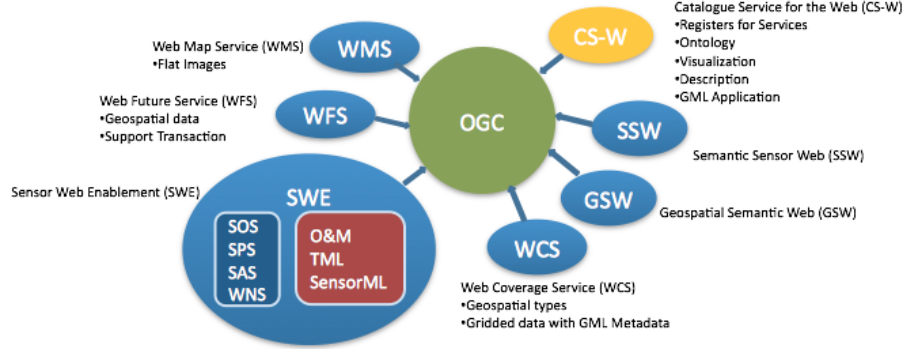 Catalogue Service for the Web (CS-W)
•Registers for Services
•Ontology
•Visualization
•Description
•GML Application
CS-W
Web Map Service (WMS)
•Flat Images
WMS
Web Future Service (WFS)
•Geospatial data
•Support Transaction
WFS
OGC
SSW
Semantic Sensor Web (SSW)
Sensor Web Enablement (SWE)
SWE
SOS
SPS
SAS
WNS
O&M
TML
SensorML
GSW
Geospatial Semantic Web (GSW)
WCS
Web Coverage Service (WCS)
•Geospatial types
•Gridded data with GML Metadata